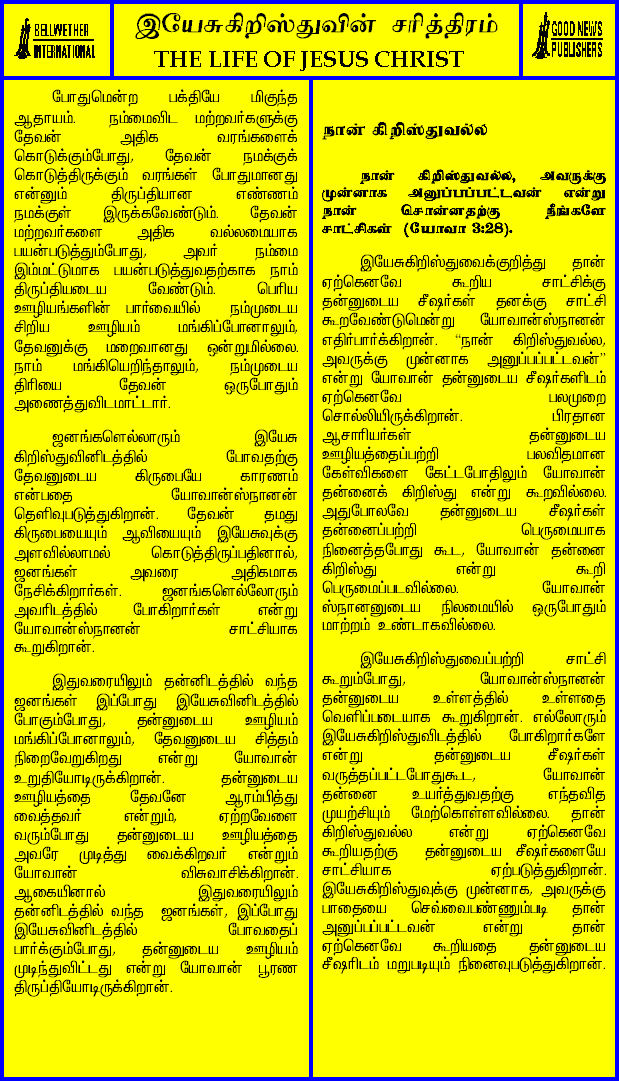 BELLWETHER
INTERNATIONAL
இயேசுகிறிஸ்துவின் சரித்திரம்
THE LIFE OF JESUS CHRIST
GOOD NEWS
PUBLISHERS
போதுமென்ற பக்தியே மிகுந்த
ஆதாயம். நம்மைவிட மற்றவர்களுக்கு
தேவன் அதிக வரங்களைக்
கொடுக்கும்போது, தேவன் நமக்குக்
கொடுத்திருக்கும் வரங்கள் போதுமானது
என்னும் திருப்தியான எண்ணம்
நமக்குள் இருக்கவேண்டும். தேவன்
மற்றவர்களை அதிக வல்லமையாக
பயன்படுத்தும்போது, அவர் நம்மை
இம்மட்டுமாக பயன்படுத்துவதற்காக நாம்
திருப்தியடைய வேண்டும். பெரிய
ஊழியங்களின் பார்வையில் நம்முடைய
சிறிய ஊழியம் மங்கிப்போனாலும்,
தேவனுக்கு மறைவானது ஒன்றுமில்லை.
நாம் மங்கியெறிந்தாலும், நம்முடைய
திரியை தேவன் ஒருபோதும்
அணைத்துவிடமாட்டார்.
ஜனங்களெல்லாரும் இயேசு
கிறிஸ்துவினிடத்தில் போவதற்கு
தேவனுடைய கிருபையே காரணம்
என்பதை யோவான்ஸ்நானன்
தெளிவுபடுத்துகிறான். தேவன் தமது
கிருபையையும் ஆவியையும் இயேசுவுக்கு
அளவில்லாமல் கொடுத்திருப்பதினால்,
ஜனங்கள் அவரை அதிகமாக
நேசிக்கிறார்கள். ஜனங்களெல்லோரும்
அவரிடத்தில் போகிறார்கள் என்று
யோவான்ஸ்நானன் சாட்சியாக
கூறுகிறான்.
இதுவரையிலும் தன்னிடத்தில் வந்த
ஜனங்கள் இப்போது இயேசுவினிடத்தில்
போகும்போது, தன்னுடைய ஊழியம்
மங்கிப்போனாலும், தேவனுடைய சித்தம்
நிறைவேறுகிறது என்று யோவான்
உறுதியோடிருக்கிறான். தன்னுடைய
ஊழியத்தை தேவனே ஆரம்பித்து
வைத்தவர் என்றும், ஏற்றவேளை
வரும்போது தன்னுடைய ஊழியத்தை
அவரே முடித்து வைக்கிறவர் என்றும்
யோவான் விசுவாசிக்கிறான்.
ஆகையினால் இதுவரையிலும்
தன்னிடத்தில் வந்த ஜனங்கள், இப்போது
இயேசுவினிடத்தில் போவதைப்
பார்க்கும்போது, தன்னுடைய ஊழியம்
முடிந்துவிட்டது என்று யோவான் பூரண
திருப்தியோடிருக்கிறான்.
நான் கிறிஸ்துவல்ல
நான் கிறிஸ்துவல்ல, அவருக்கு
முன்னாக அனுப்பப்பட்டவன் என்று
நான் சொன்னதற்கு நீங்களே
சாட்சிகள் (யோவா 3:28).
இயேசுகிறிஸ்துவைக்குறித்து தான்
ஏற்கெனவே கூறிய சாட்சிக்கு
தன்னுடைய சீஷர்கள் தனக்கு சாட்சி
கூறவேண்டுமென்று யோவான்ஸ்நானன்
எதிர்பார்க்கிறான். “நான் கிறிஸ்துவல்ல,
அவருக்கு முன்னாக அனுப்பப்பட்டவன்”
என்று யோவான் தன்னுடைய சீஷர்களிடம்
ஏற்கெனவே பலமுறை
சொல்லியிருக்கிறான். பிரதான
ஆசாரியர்கள் தன்னுடைய
ஊழியத்தைப்பற்றி பலவிதமான
கேள்விகளை கேட்டபோதிலும் யோவான்
தன்னைக் கிறிஸ்து என்று கூறவில்லை.
அதுபோலவே தன்னுடைய சீஷர்கள்
தன்னைப்பற்றி பெருமையாக
நினைத்தபோது கூட, யோவான் தன்னை
கிறிஸ்து என்று கூறி
பெருமைப்படவில்லை. யோவான்
ஸ்நானனுடைய நிலமையில் ஒருபோதும்
மாற்றம் உண்டாகவில்லை.
இயேசுகிறிஸ்துவைப்பற்றி சாட்சி
கூறும்போது, யோவான்ஸ்நானன்
தன்னுடைய உள்ளத்தில் உள்ளதை
வெளிப்படையாக கூறுகிறான். எல்லோரும்
இயேசுகிறிஸ்துவிடத்தில் போகிறார்களே
என்று தன்னுடைய சீஷர்கள்
வருத்தப்பட்டபோதுகூட, யோவான்
தன்னை உயர்த்துவதற்கு எந்தவித
முயற்சியும் மேற்கொள்ளவில்லை. தான்
கிறிஸ்துவல்ல என்று ஏற்கெனவே
கூறியதற்கு தன்னுடைய சீஷர்களையே
சாட்சியாக ஏற்படுத்துகிறான்.
இயேசுகிறிஸ்துவுக்கு முன்னாக, அவருக்கு
பாதையை செவ்வைபண்ணும்படி தான்
அனுப்பப்பட்டவன் என்று தான்
ஏற்கெனவே கூறியதை தன்னுடைய
சீஷரிடம் மறுபடியும் நினைவுபடுத்துகிறான்.